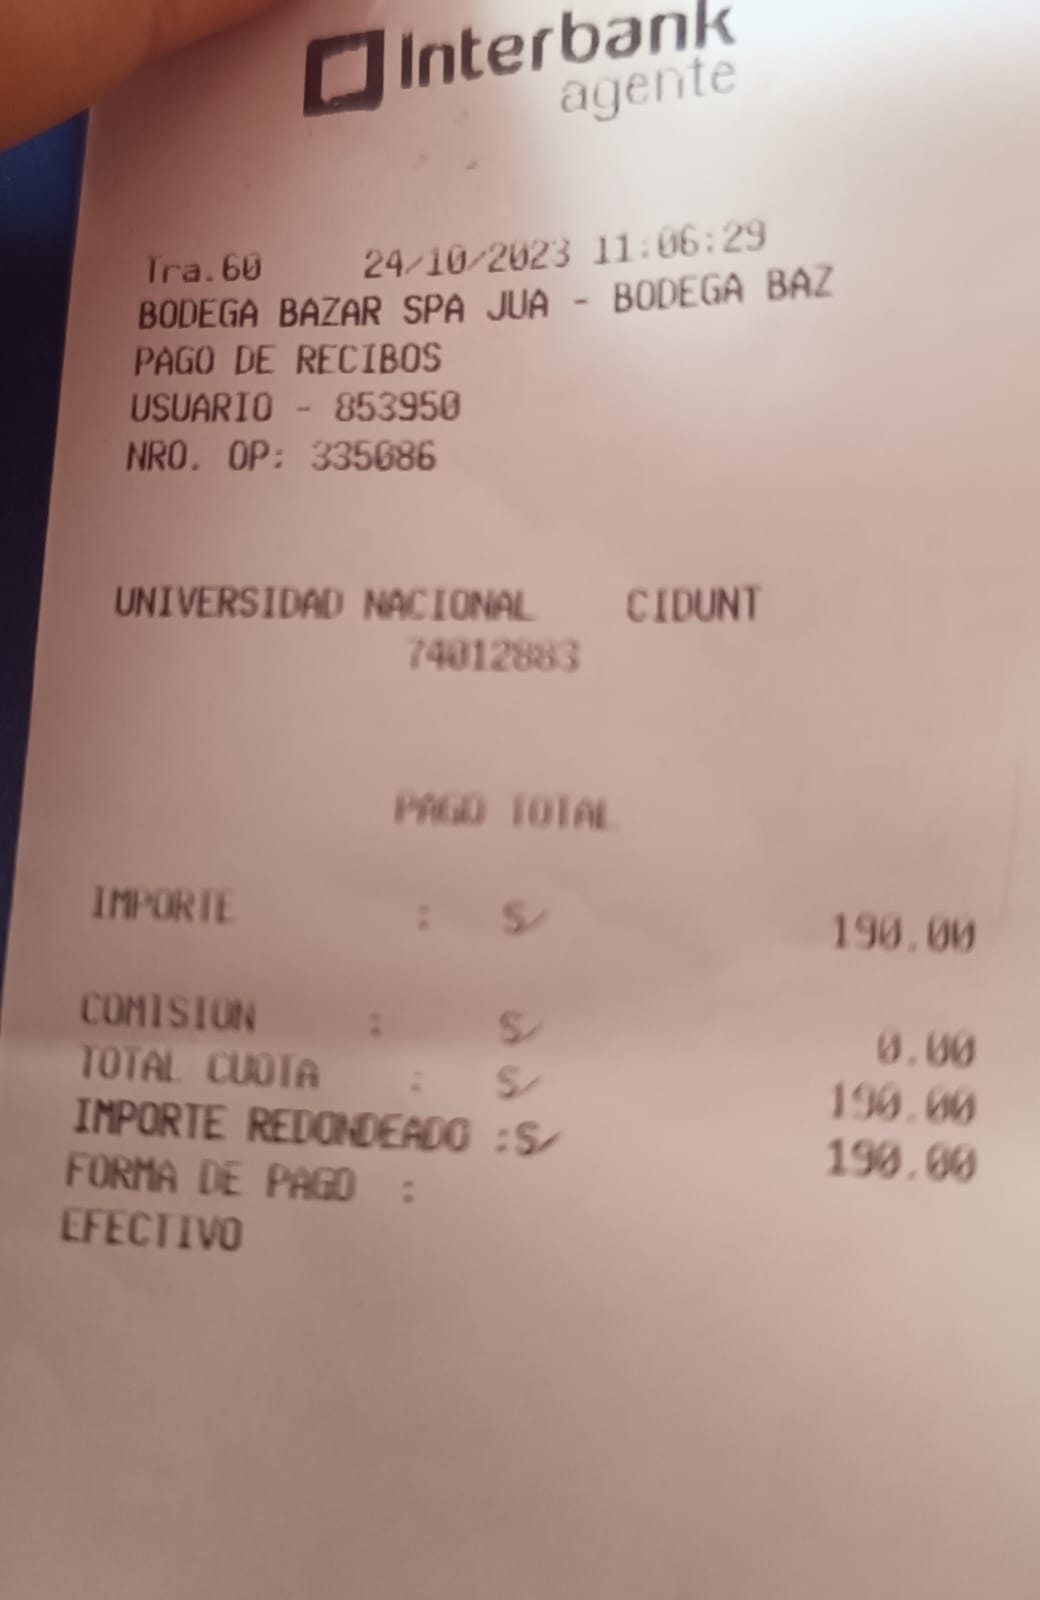 Interbank
agente
Tra.60 24/10/2023 11:06:29
BODEGA BAZAR SPA JUA - BODEGA BAZ
PAGO DE RECIBOS
USUARIO - 853950
NRO. OP: 335086
UNIVERSIDAD NACIONAL CIDUNT
74012883
PAGO TOTAL
IMPORTE : S/ 190.00
COMISION : S/ 0.00
TOTAL CUOTA : S/ 190.00
IMPORTE REDONDEADO :S/ 190.00
FORMA DE PAGO :
EFECTIVO